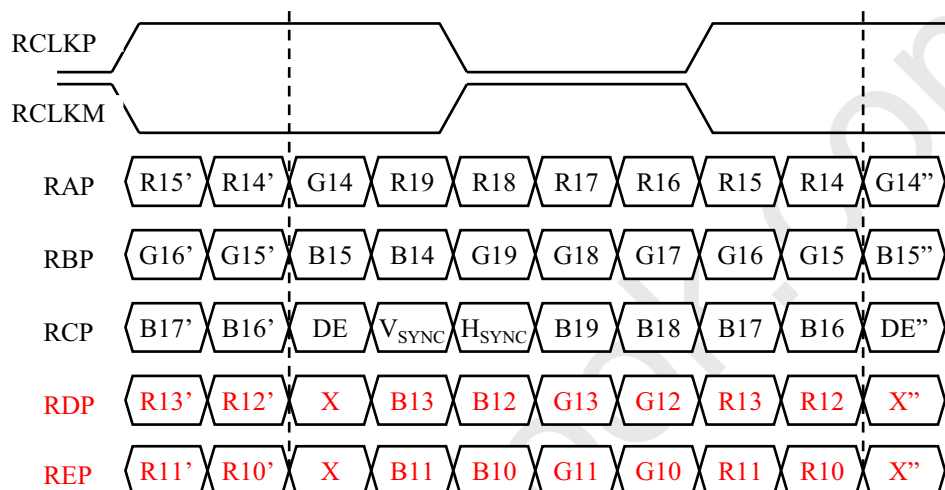 RCLKP
RCLKM
RAP R15’ R14’ G14 R19 R18 R17 R16 R15 R14 G14”
RBP G16’ G15’ B15 B14 G19 G18 G17 G16 G15 B15”
RCP B17’ B16’ DE VSYNC HSYNC B19 B18 B17 B16 DE”
RDP R13’ R12’ X B13 B12 G13 G12 R13 R12 X”
REP R11’ R10’ X B11 B10 G11 G10 R11 R10 X”